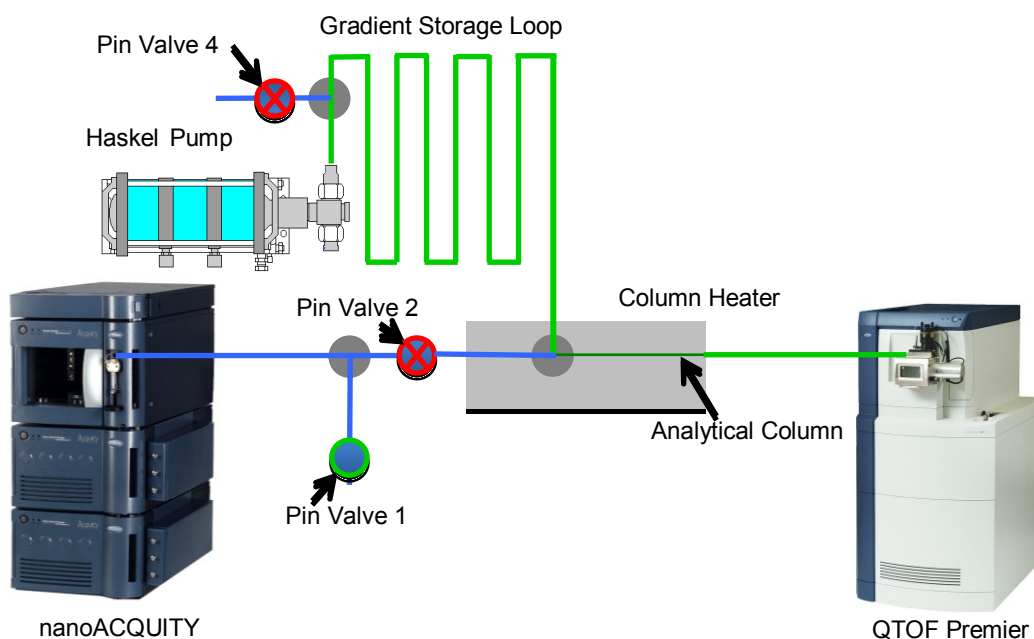 Gradient Storage Loop
Pin Valve 4
Haskel Pump
Pin Valve 2
Column Heater
Analytical Column
Pin Valve 1
nanoACQUITY
QTOF Premier